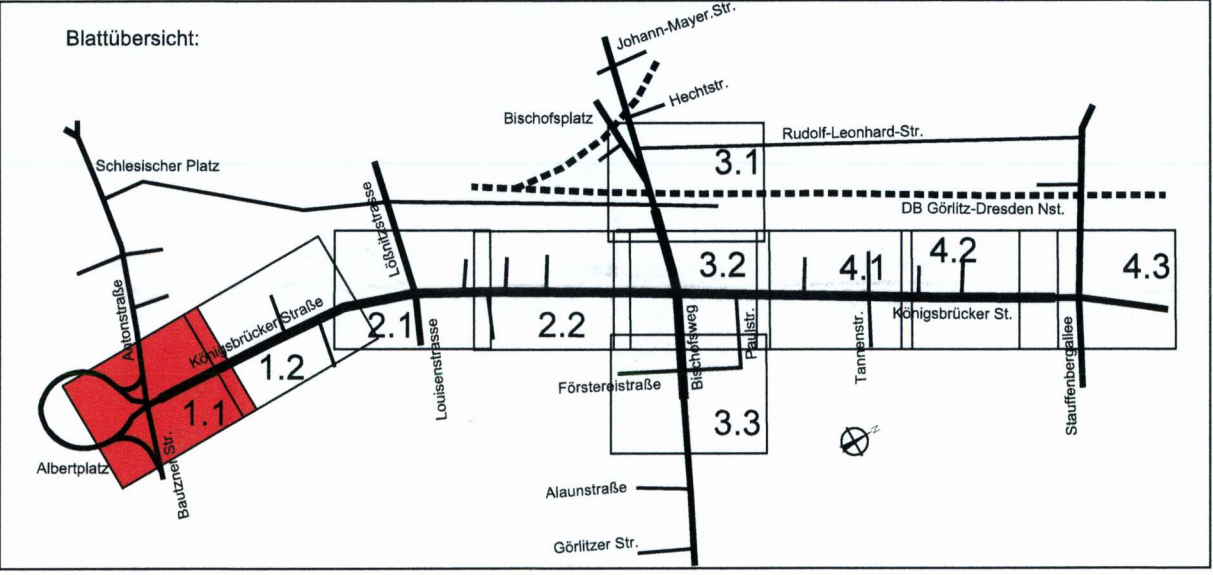 Blattübersicht:
Johann-Mayer.Str.
Hechtstr.
Bischofsplatz
Rudolf-Leonhard-Str.
3.1
Schlesischer Platz
DB Görlitz-Dresden Nst.
Lößnitzstrasse
3.2
4.1
4.2
4.3
Antonstraße
Königsbrücker Straße
2.1
2.2
Königsbrücker St.
1.2
Louisenstrasse
Bischofsweg
Paulstr.
Tannenstr.
Stauffenbergallee
Förstereistraße
1.1
3.3
N
Albertplatz
Bautzner Str.
Alaunstraße
Görlitzer Str.